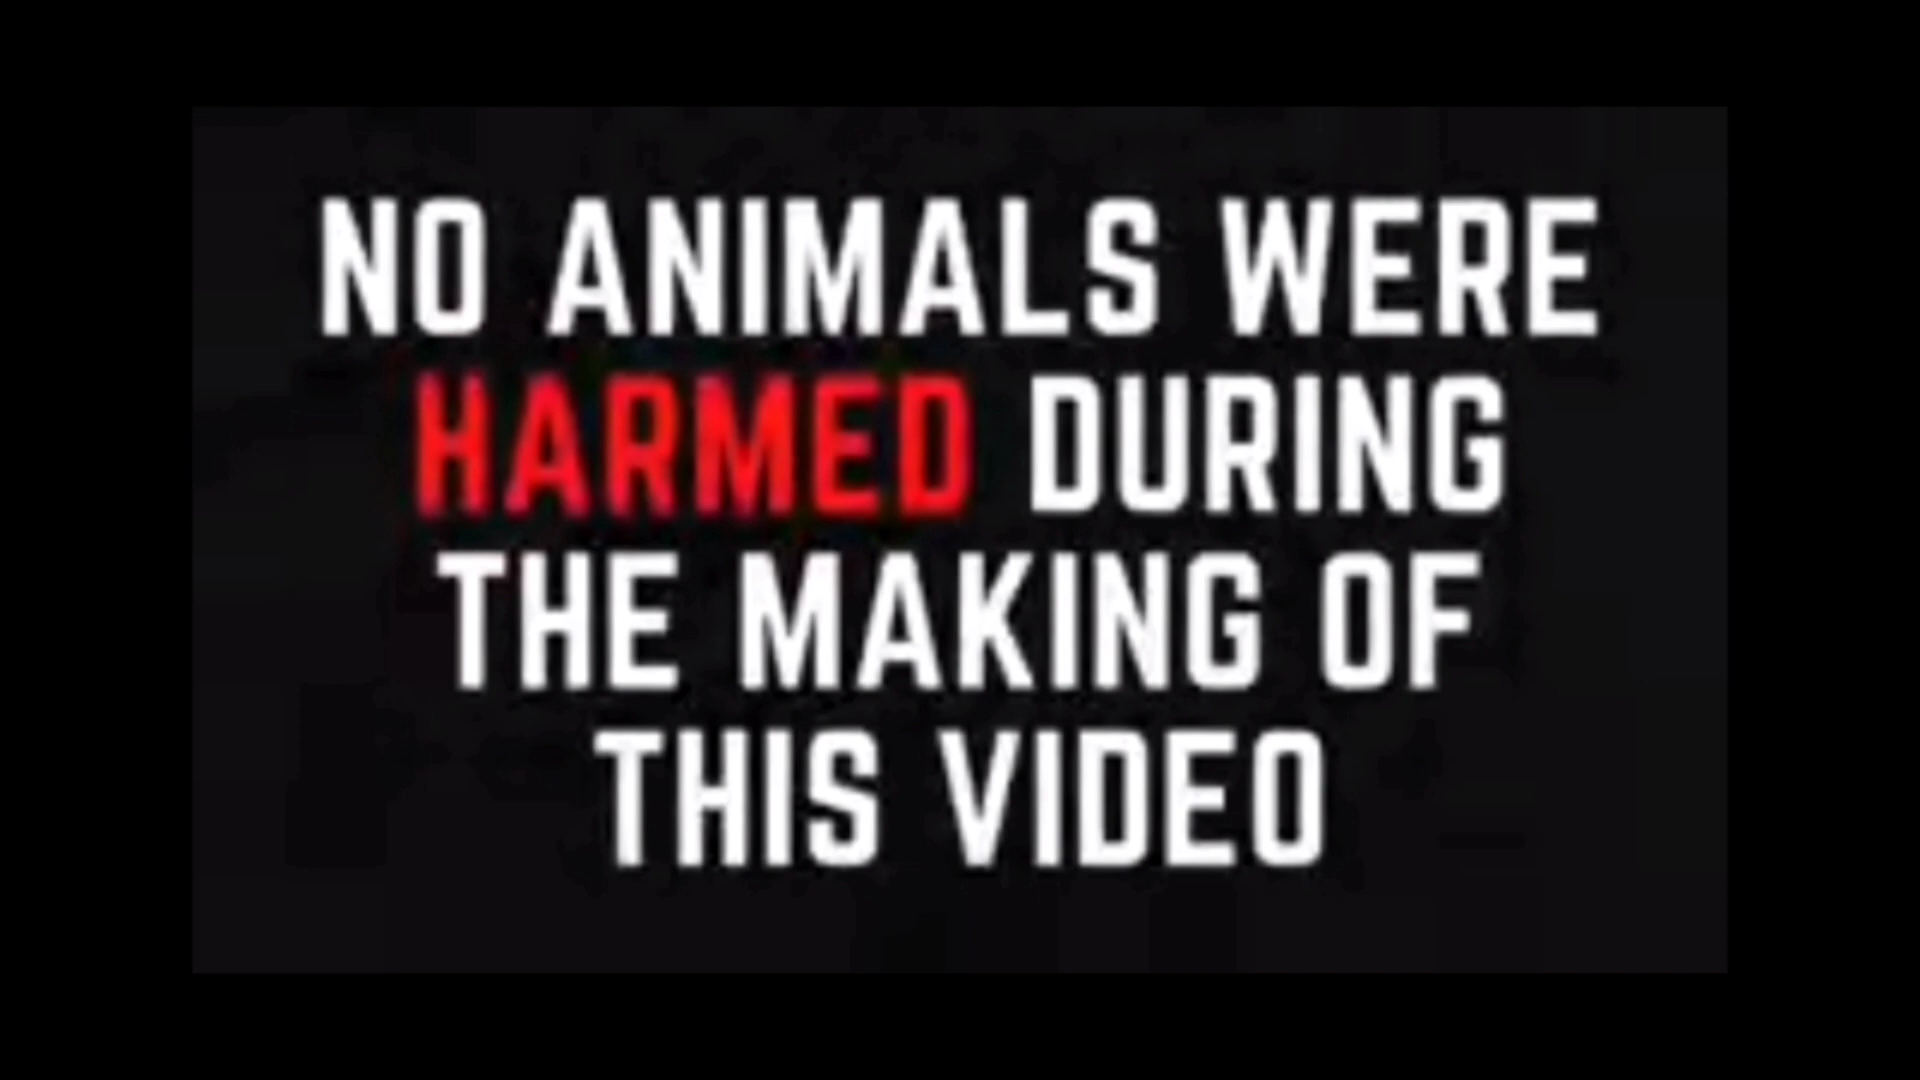 NO ANIMALS WERE
HARMED DURING
THE MAKING OF
THIS VIDEO